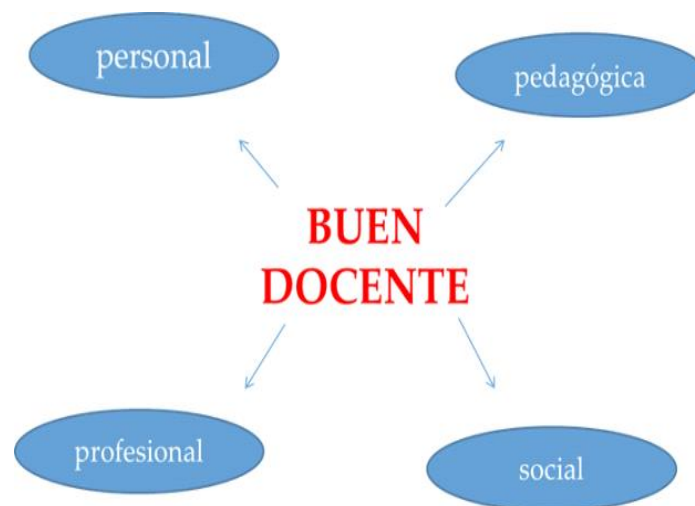 personal
pedagógica
BUEN
DOCENTE
profesional
social